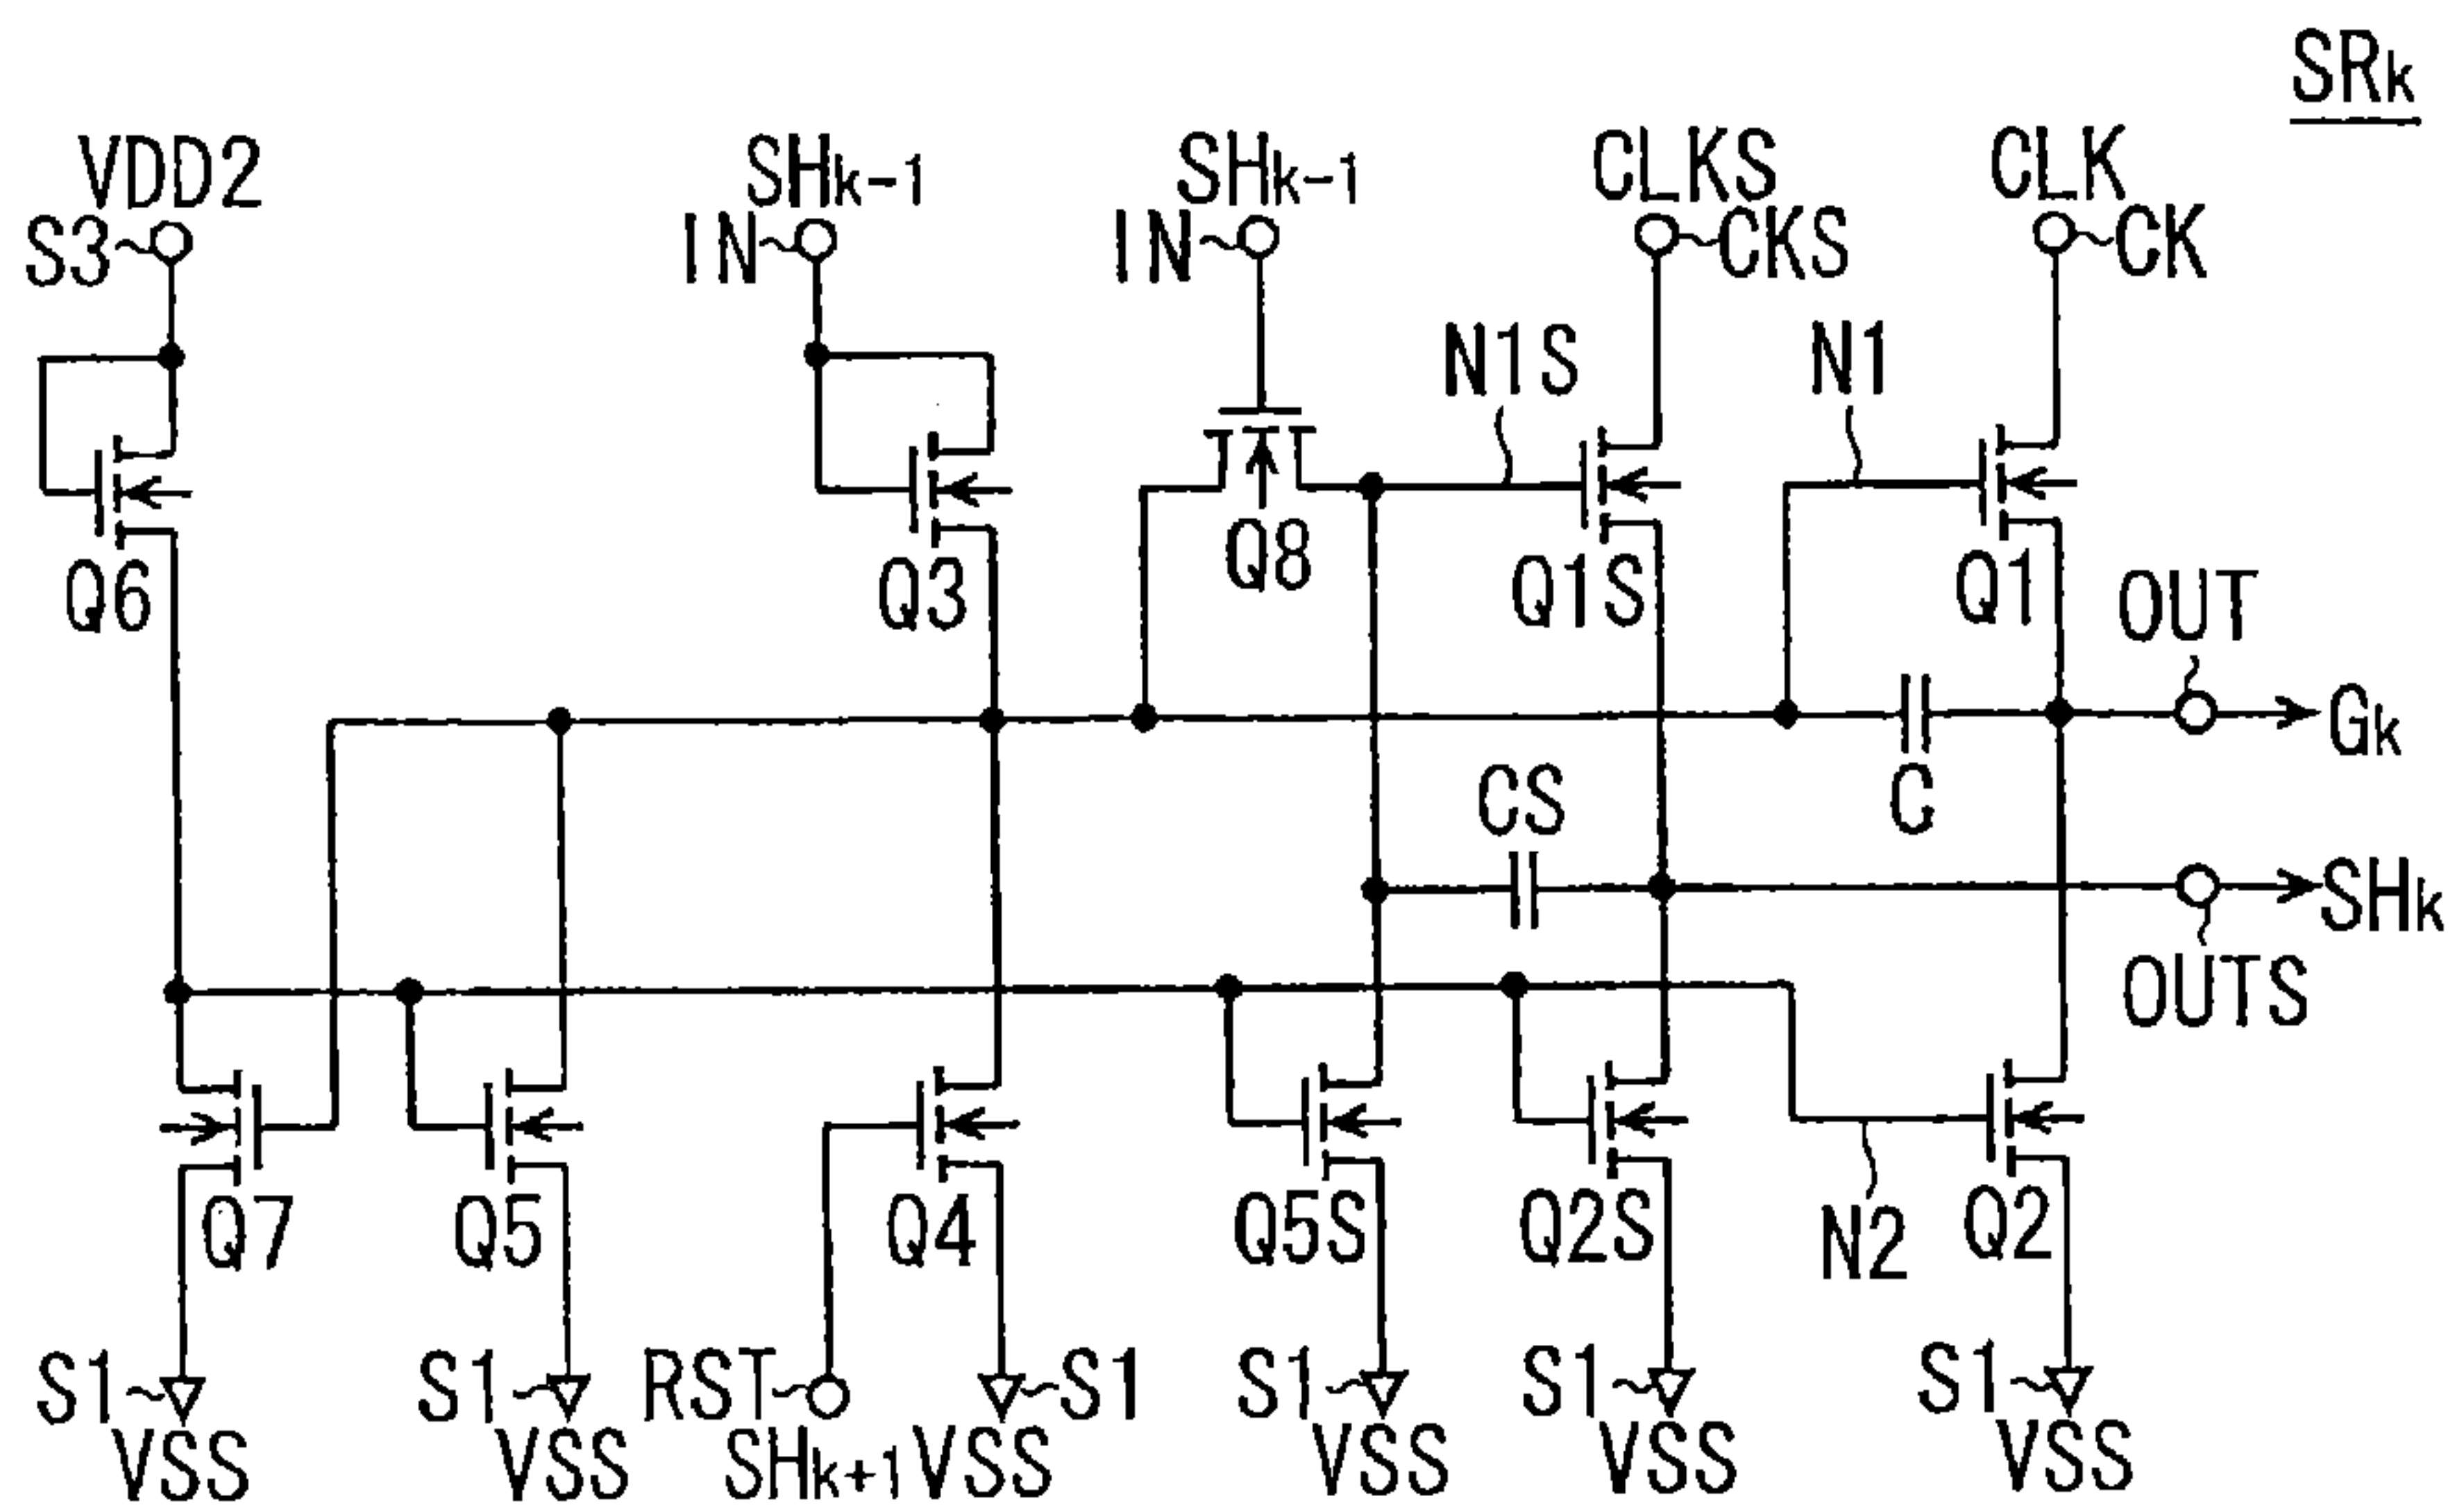 SRk
VDD2
SHk-1
SHk-1
CLKS
CLK
S3
IN
IN
CKS
CK
N1S
N1
Q6
Q3
Q8
Q1S
Q1
OUT
Gk
CS
C
SHk
OUTS
Q7
Q5
Q4
Q5S
Q2S
N2
Q2
S1
S1
RST
S1
S1
S1
S1
VSS
VSS
SHk+1
VSS
VSS
VSS
VSS